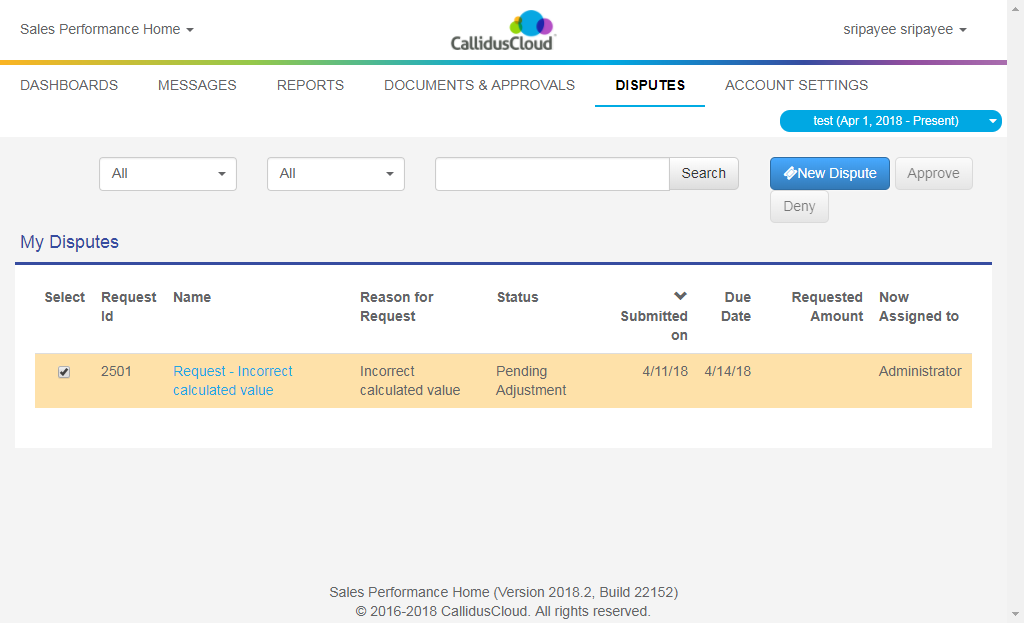 Sales Performance Home
CallidusCloud
sripayee sripayee
DASHBOARDS MESSAGES REPORTS DOCUMENTS & APPROVALS DISPUTES ACCOUNT SETTINGS
test (Apr 1, 2018 - Present)
All All Search New Dispute Approve
Deny
My Disputes
Select Request Name Reason for Status Due Requested Now
Id Request Submitted Date Amount Assigned to
on
2501 Request - Incorrect Incorrect Pending 4/11/18 4/14/18 Administrator
calculated value calculated value Adjustment
Sales Performance Home (Version 2018.2, Build 22152)
© 2016-2018 CallidusCloud. All rights reserved.